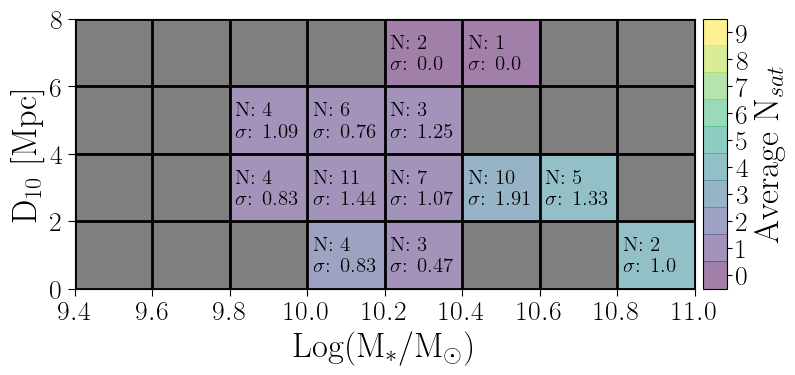 8
N: 2
σ: 0.0
N: 1
σ: 0.0
6
N: 4
σ: 1.09
N: 6
σ: 0.76
N: 3
σ: 1.25
4
N: 4
σ: 0.83
N: 11
σ: 1.44
N: 7
σ: 1.07
N: 10
σ: 1.91
N: 5
σ: 1.33
2
N: 4
σ: 0.83
N: 3
σ: 0.47
N: 2
σ: 1.0
0
D₁₀ [Mpc]
9.4 9.6 9.8 10.0 10.2 10.4 10.6 10.8 11.0
Log(M∗/M⊙)
9
8
7
6
5
4
3
2
1
0
Average N_sat